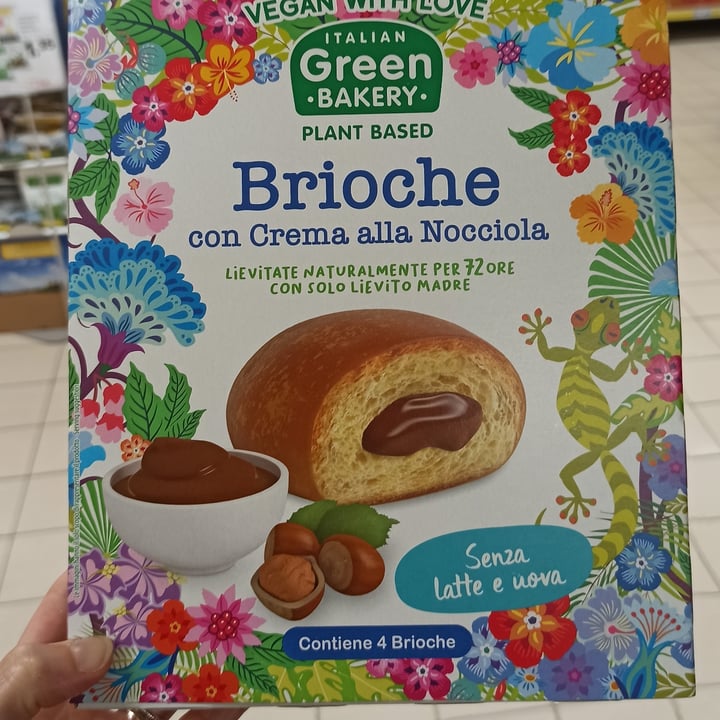 VEGAN WITH LOVE
ITALIAN
Green
•BAKERY•
PLANT BASED
Brioche
con Crema alla Nocciola
LIEVITATE NATURALMENTE PER 72 ORE
CON SOLO LIEVITO MADRE
Senza
latte e uova
Contiene 4 Brioche